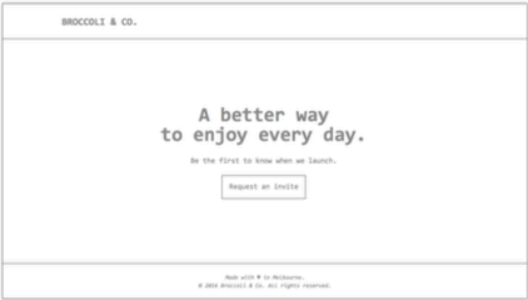 BROCCOLI & CO.
A better way
to enjoy every day.
Be the first to know when we launch.
Request an invite
Made with ♥ in Melbourne.
© 2016 Broccoli & Co. All rights reserved.